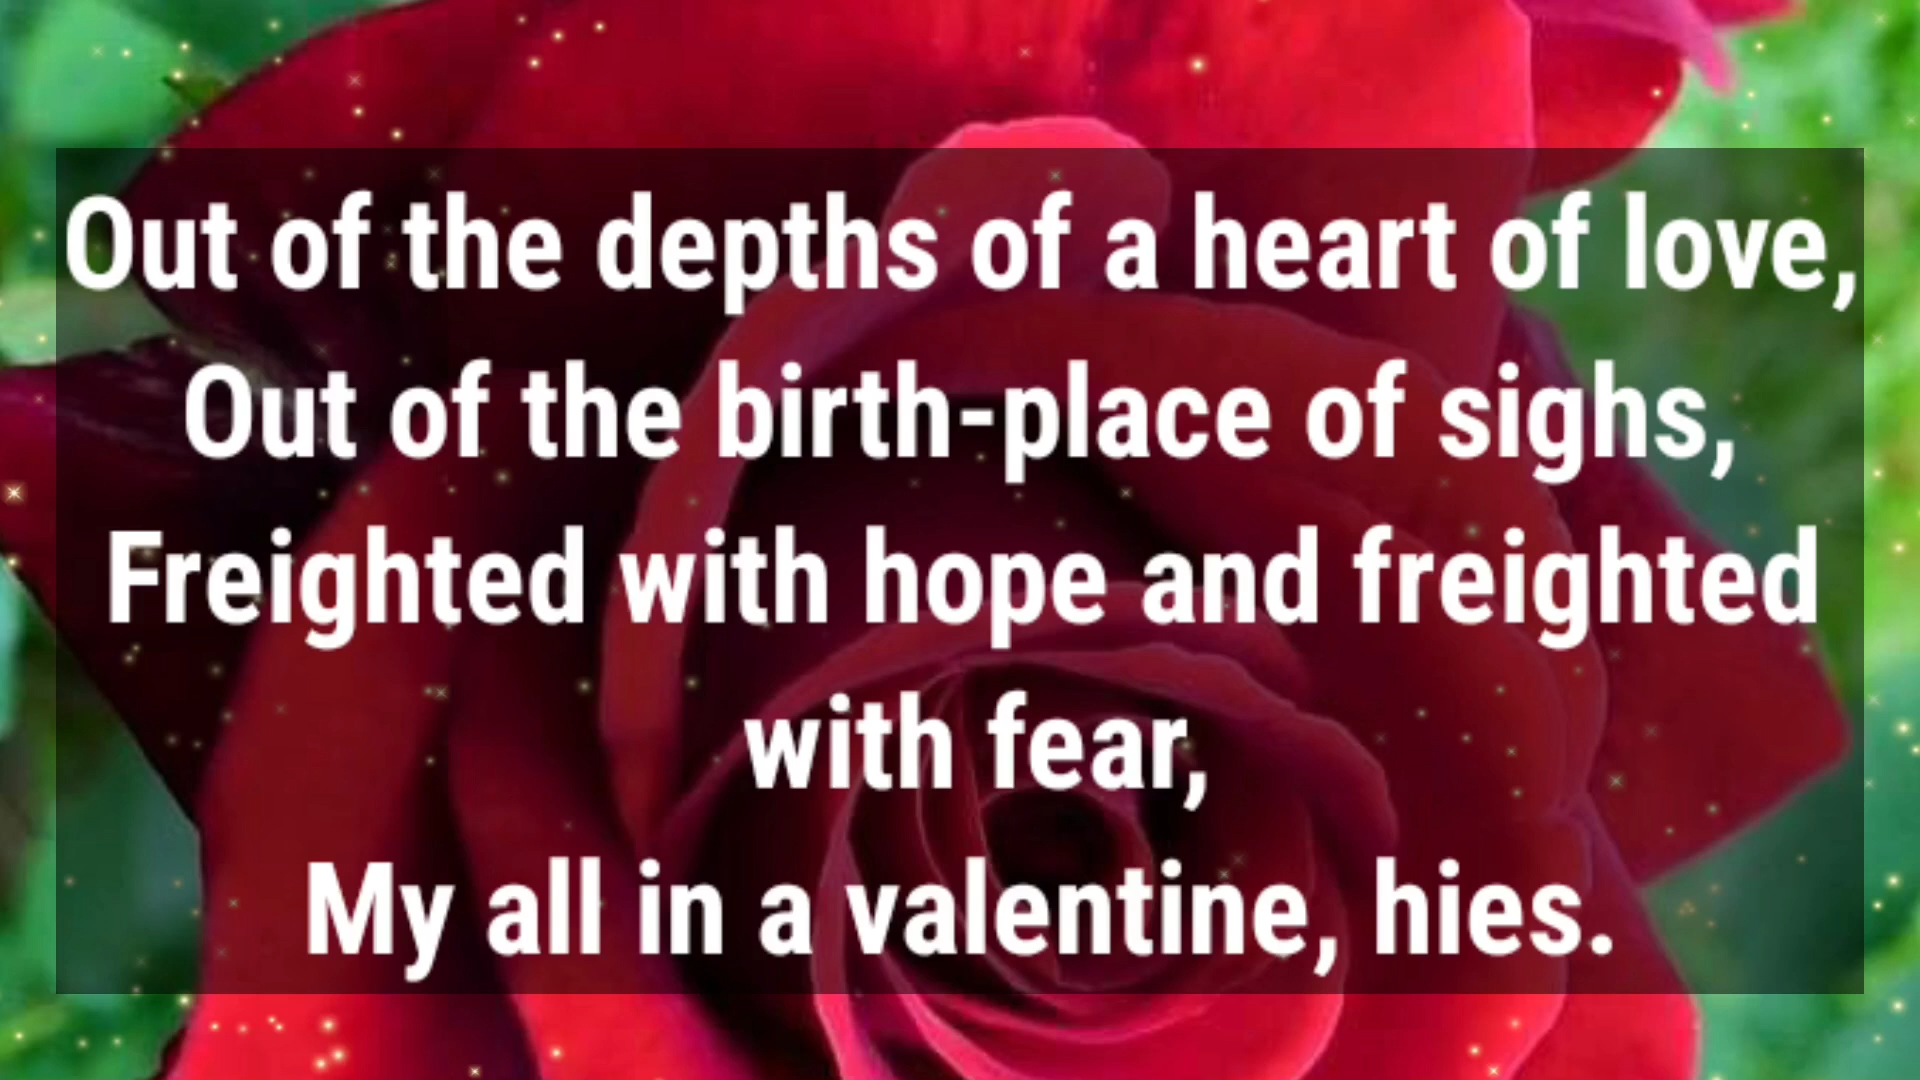 Out of the depths of a heart of love,
Out of the birth-place of sighs,
Freighted with hope and freighted
with fear,
My all in a valentine, hies.